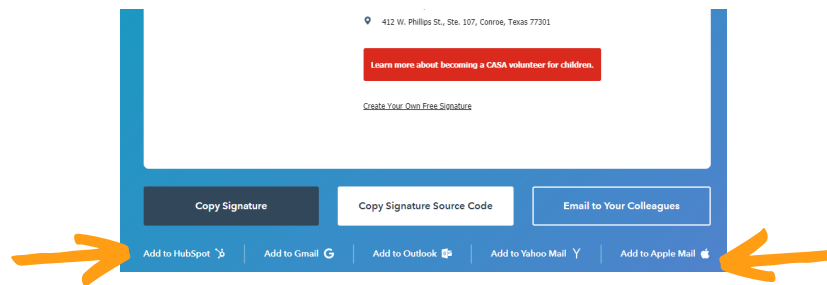 412 W. Phillips St., Ste. 107, Conroe, Texas 77301
Learn more about becoming a CASA volunteer for children.
Create Your Own Free Signature
Copy Signature
Copy Signature Source Code
Email to Your Colleagues
Add to HubSpot
Add to Gmail
Add to Outlook
Add to Yahoo Mail
Add to Apple Mail